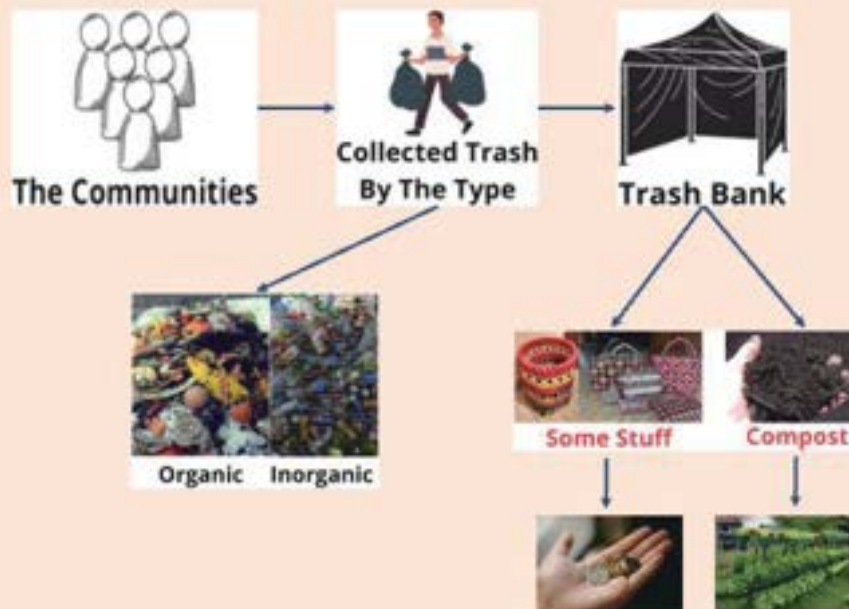 The Communities
Collected Trash
By The Type
Trash Bank
Organic
Inorganic
Some Stuff
Compost